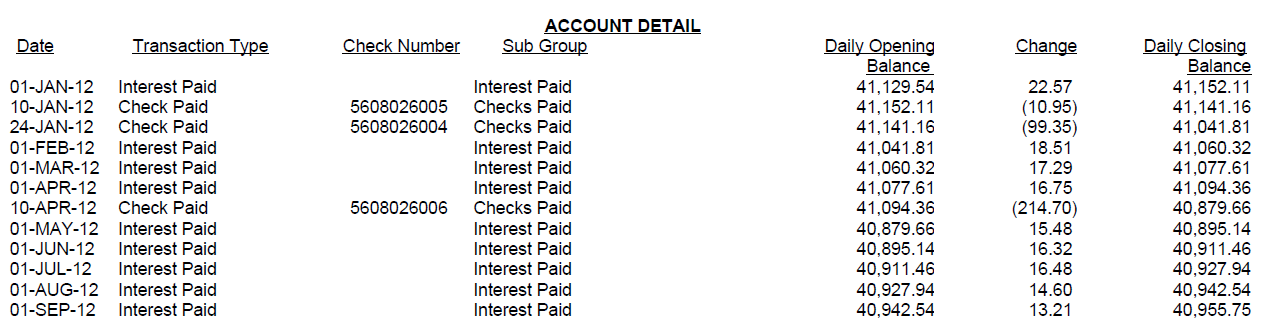 ACCOUNT DETAIL
Date Transaction Type Check Number Sub Group Daily Opening Change Daily Closing
Balance Balance
01-JAN-12 Interest Paid Interest Paid 41,129.54 22.57 41,152.11
10-JAN-12 Check Paid 5608026005 Checks Paid 41,152.11 (10.95) 41,141.16
24-JAN-12 Check Paid 5608026004 Checks Paid 41,141.16 (99.35) 41,041.81
01-FEB-12 Interest Paid Interest Paid 41,041.81 18.51 41,060.32
01-MAR-12 Interest Paid Interest Paid 41,060.32 17.29 41,077.61
01-APR-12 Interest Paid Interest Paid 41,077.61 16.75 41,094.36
10-APR-12 Check Paid 5608026006 Checks Paid 41,094.36 (214.70) 40,879.66
01-MAY-12 Interest Paid Interest Paid 40,879.66 15.48 40,895.14
01-JUN-12 Interest Paid Interest Paid 40,895.14 16.32 40,911.46
01-JUL-12 Interest Paid Interest Paid 40,911.46 16.48 40,927.94
01-AUG-12 Interest Paid Interest Paid 40,927.94 14.60 40,942.54
01-SEP-12 Interest Paid Interest Paid 40,942.54 13.21 40,955.75